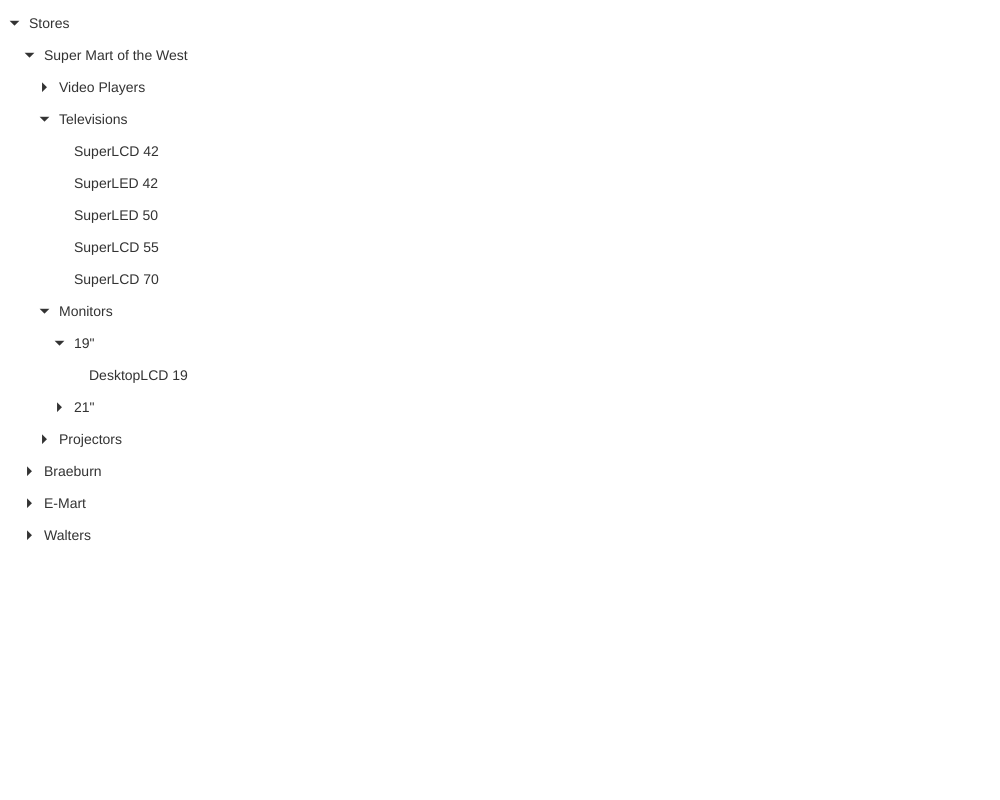 Stores
Super Mart of the West
Video Players
Televisions
SuperLCD 42
SuperLED 42
SuperLED 50
SuperLCD 55
SuperLCD 70
Monitors
19"
DesktopLCD 19
21"
Projectors
Braeburn
E-Mart
Walters